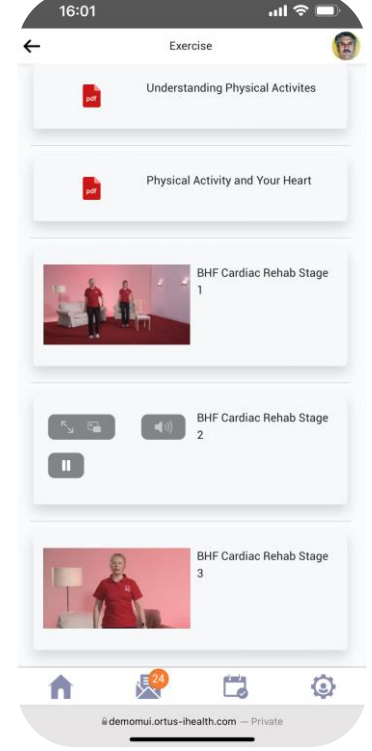 16:01
Exercise
pdf
Understanding Physical Activites
pdf
Physical Activity and Your Heart
BHF Cardiac Rehab Stage
1
BHF Cardiac Rehab Stage
2
BHF Cardiac Rehab Stage
3
24
demomui.ortus-ihealth.com — Private